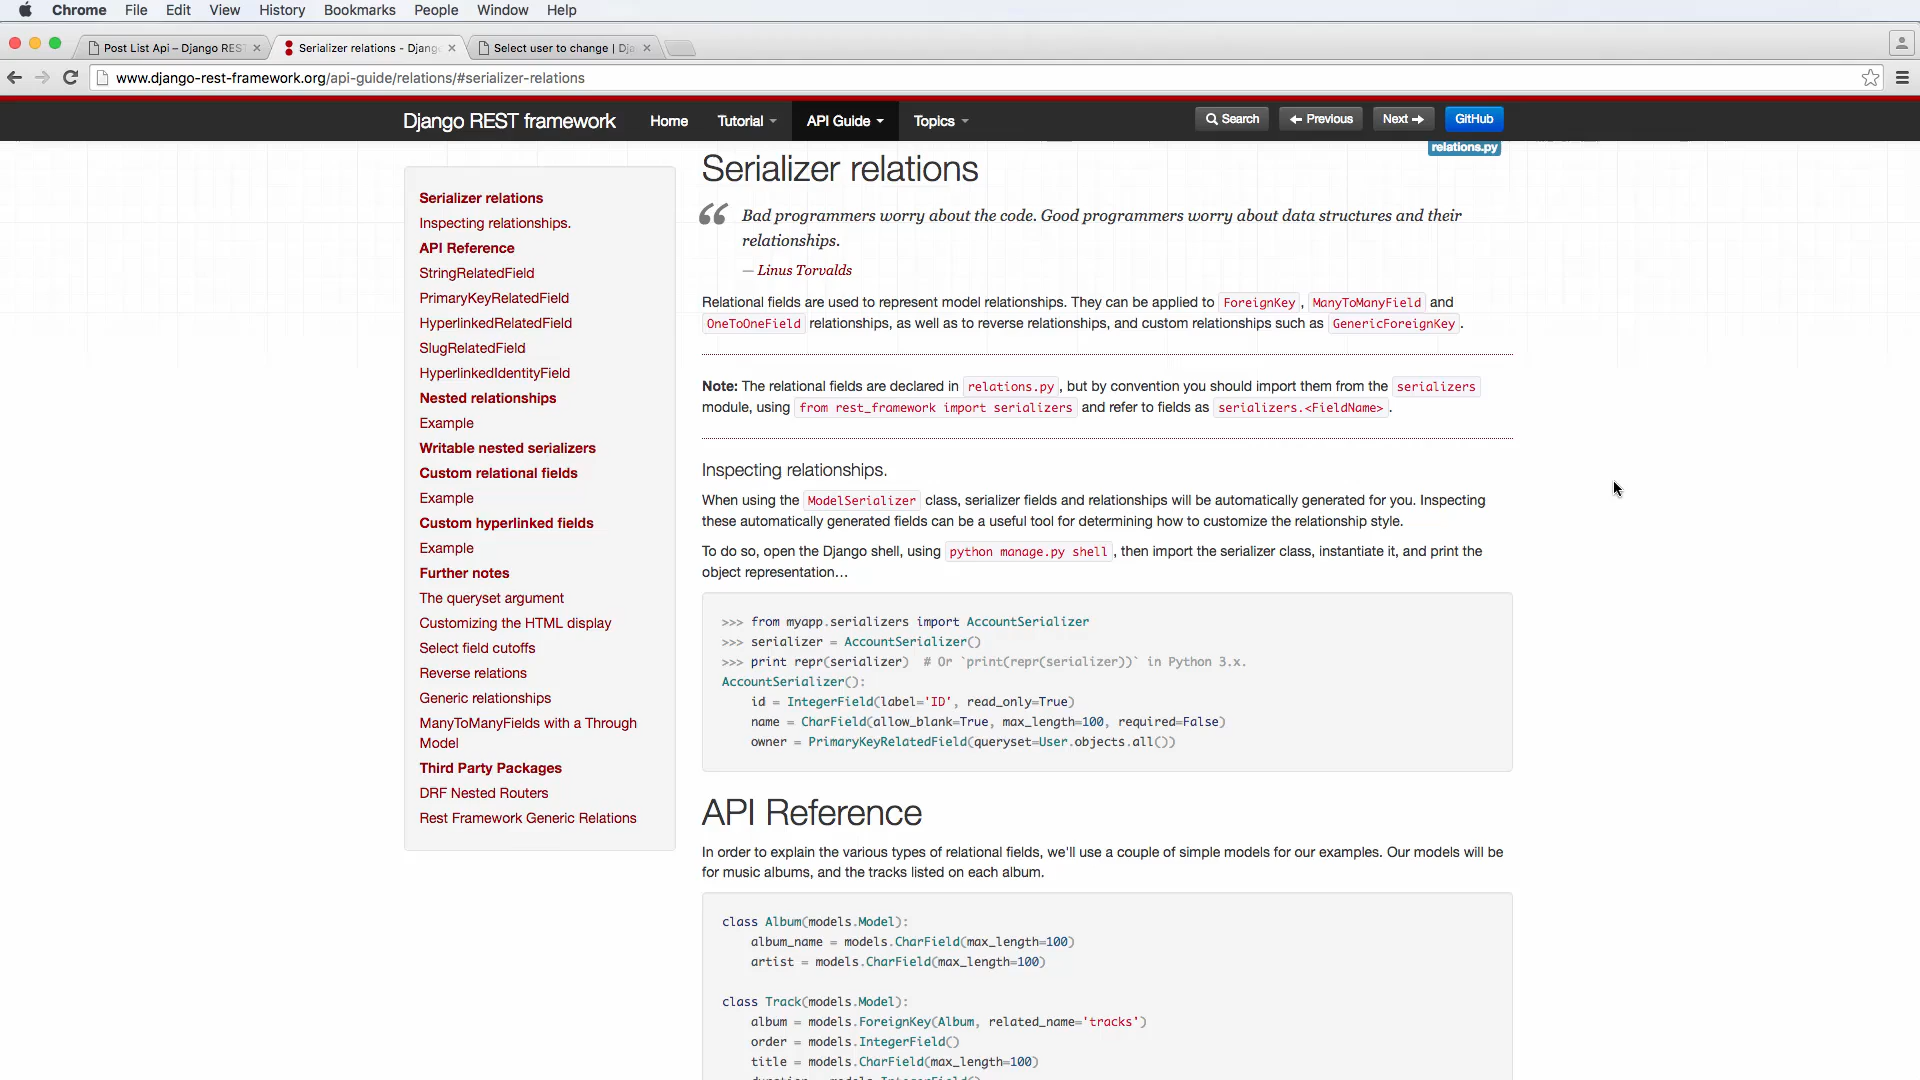 Chrome File Edit View History Bookmarks People Window Help
Post List Api – Django REST
Serializer relations - Django
Select user to change | Dj
www.django-rest-framework.org/api-guide/relations/#serializer-relations
Django REST framework Home Tutorial API Guide Topics Search Previous Next GitHub
relations.py
Serializer relations
Inspecting relationships.
API Reference
StringRelatedField
PrimaryKeyRelatedField
HyperlinkedRelatedField
SlugRelatedField
HyperlinkedIdentityField
Nested relationships
Example
Writable nested serializers
Custom relational fields
Example
Custom hyperlinked fields
Example
Further notes
The queryset argument
Customizing the HTML display
Select field cutoffs
Reverse relations
Generic relationships
ManyToManyFields with a Through
Model
Third Party Packages
DRF Nested Routers
Rest Framework Generic Relations
Serializer relations
“ Bad programmers worry about the code. Good programmers worry about data structures and their
relationships.
— Linus Torvalds
Relational fields are used to represent model relationships. They can be applied to ForeignKey, ManyToManyField and
OneToOneField relationships, as well as to reverse relationships, and custom relationships such as GenericForeignKey.
Note: The relational fields are declared in relations.py, but by convention you should import them from the serializers
module, using from rest_framework import serializers and refer to fields as serializers.<FieldName>.
Inspecting relationships.
When using the ModelSerializer class, serializer fields and relationships will be automatically generated for you. Inspecting
these automatically generated fields can be a useful tool for determining how to customize the relationship style.
To do so, open the Django shell, using python manage.py shell, then import the serializer class, instantiate it, and print the
object representation…
>>> from myapp.serializers import AccountSerializer
>>> serializer = AccountSerializer()
>>> print repr(serializer)  # Or `print(repr(serializer))` in Python 3.x.
AccountSerializer():
    id = IntegerField(label='ID', read_only=True)
    name = CharField(allow_blank=True, max_length=100, required=False)
    owner = PrimaryKeyRelatedField(queryset=User.objects.all())
API Reference
In order to explain the various types of relational fields, we'll use a couple of simple models for our examples. Our models will be
for music albums, and the tracks listed on each album.
class Album(models.Model):
    album_name = models.CharField(max_length=100)
    artist = models.CharField(max_length=100)
class Track(models.Model):
    album = models.ForeignKey(Album, related_name='tracks')
    order = models.IntegerField()
    title = models.CharField(max_length=100)
    duration = models.IntegerField()